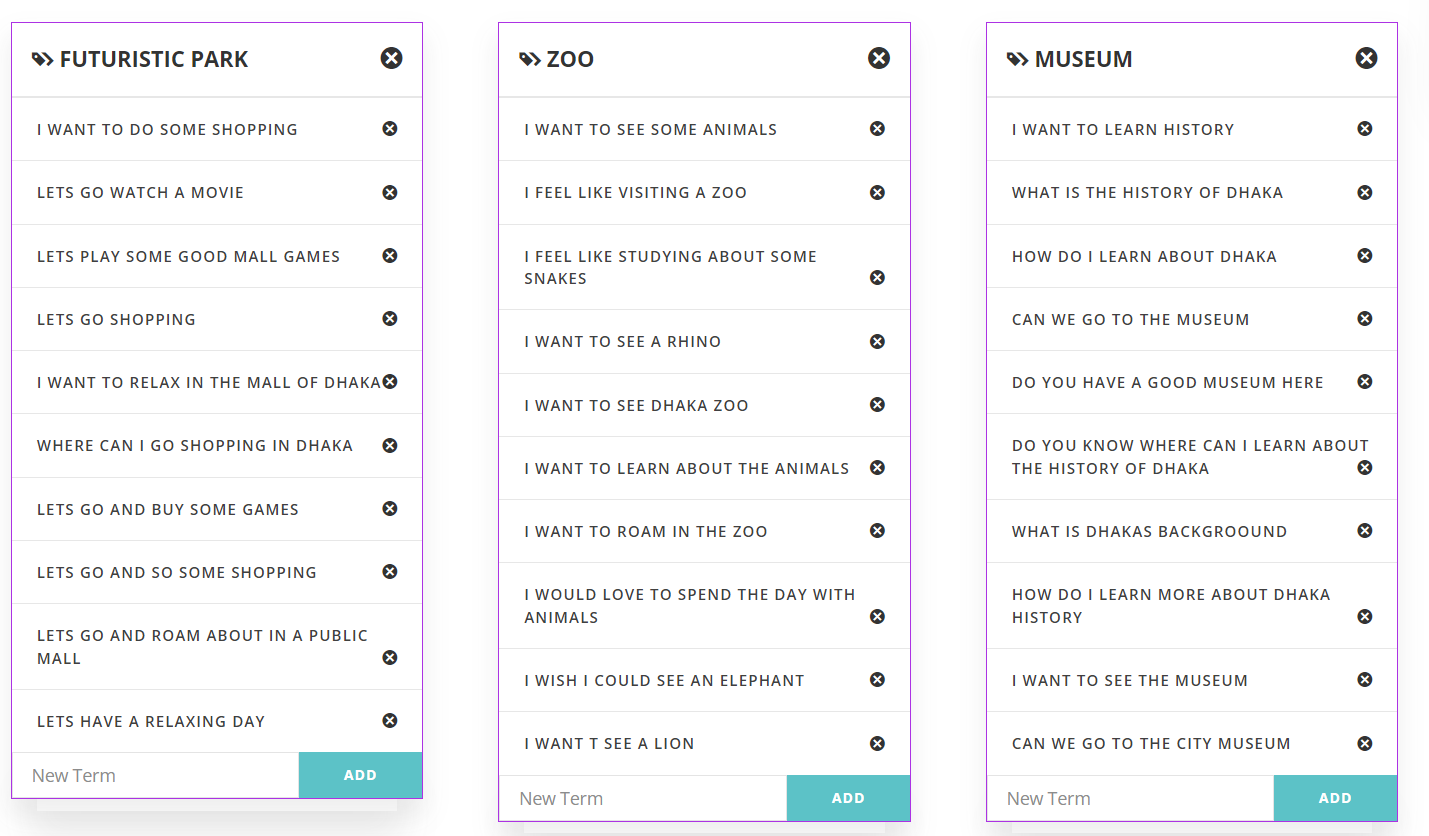 FUTURISTIC PARK
I WANT TO DO SOME SHOPPING
LETS GO WATCH A MOVIE
LETS PLAY SOME GOOD MALL GAMES
LETS GO SHOPPING
I WANT TO RELAX IN THE MALL OF DHAKA
WHERE CAN I GO SHOPPING IN DHAKA
LETS GO AND BUY SOME GAMES
LETS GO AND SO SOME SHOPPING
LETS GO AND ROAM ABOUT IN A PUBLIC
MALL
LETS HAVE A RELAXING DAY
New Term
ADD
ZOO
I WANT TO SEE SOME ANIMALS
I FEEL LIKE VISITING A ZOO
I FEEL LIKE STUDYING ABOUT SOME
SNAKES
I WANT TO SEE A RHINO
I WANT TO SEE DHAKA ZOO
I WANT TO LEARN ABOUT THE ANIMALS
I WANT TO ROAM IN THE ZOO
I WOULD LOVE TO SPEND THE DAY WITH
ANIMALS
I WISH I COULD SEE AN ELEPHANT
I WANT T SEE A LION
New Term
ADD
MUSEUM
I WANT TO LEARN HISTORY
WHAT IS THE HISTORY OF DHAKA
HOW DO I LEARN ABOUT DHAKA
CAN WE GO TO THE MUSEUM
DO YOU HAVE A GOOD MUSEUM HERE
DO YOU KNOW WHERE CAN I LEARN ABOUT
THE HISTORY OF DHAKA
WHAT IS DHAKAS BACKGROOUND
HOW DO I LEARN MORE ABOUT DHAKA
HISTORY
I WANT TO SEE THE MUSEUM
CAN WE GO TO THE CITY MUSEUM
New Term
ADD